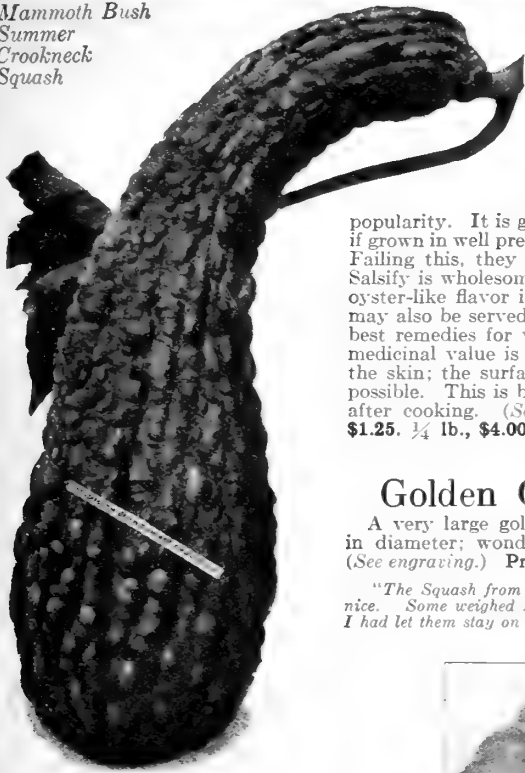 Mammoth Bush
Summer
Crookneck
Squash
popularity. It is g
if grown in well pre
Failing this, they
Salsify is wholesom
oyster-like flavor i
may also be served
best remedies for
medicinal value is
the skin; the surfa
possible. This is b
after cooking. (Se
$1.25. ¼ lb., $4.00
Golden
A very large gol
in diameter; wond
(See engraving.) Pr
"The Squash from
nice. Some weighed
I had let them stay on